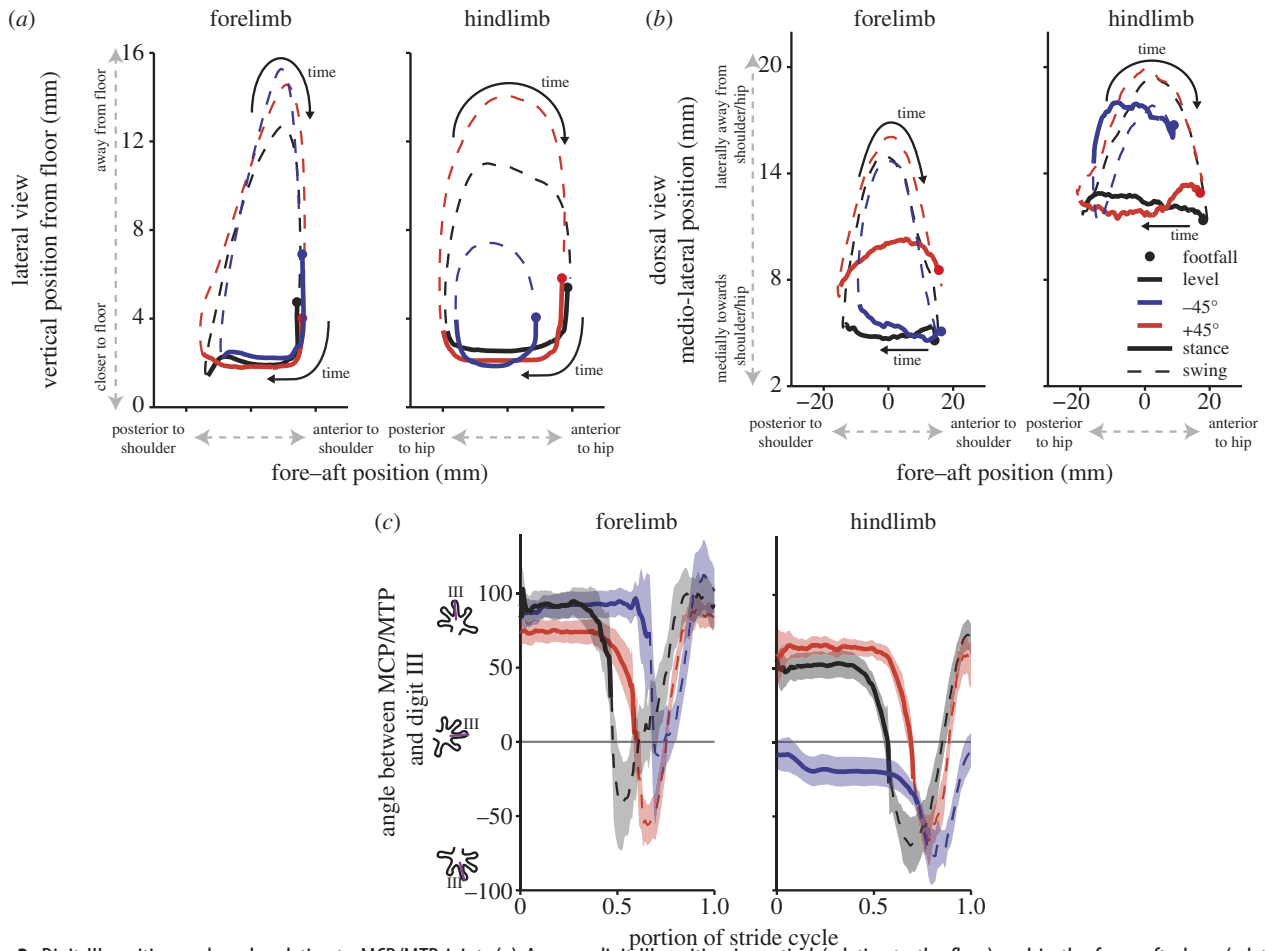 (a)
forelimb
hindlimb
lateral view
vertical position from floor (mm)
away from floor
closer to floor
16
12
8
4
0
time
time
time
time
posterior to shoulder
anterior to shoulder
posterior to hip
anterior to hip
fore–aft position (mm)
(b)
forelimb
hindlimb
dorsal view
medio-lateral position (mm)
laterally away from shoulder/hip
medially towards shoulder/hip
20
14
8
2
time
time
time
time
footfall
level
–45°
+45°
stance
swing
−20
0
20
−20
0
20
posterior to shoulder
anterior to shoulder
posterior to hip
anterior to hip
fore–aft position (mm)
(c)
forelimb
hindlimb
angle between MCP/MTP and digit III
III
III
III
100
50
0
−50
−100
0
0.5
1.0
0
0.5
1.0
portion of stride cycle